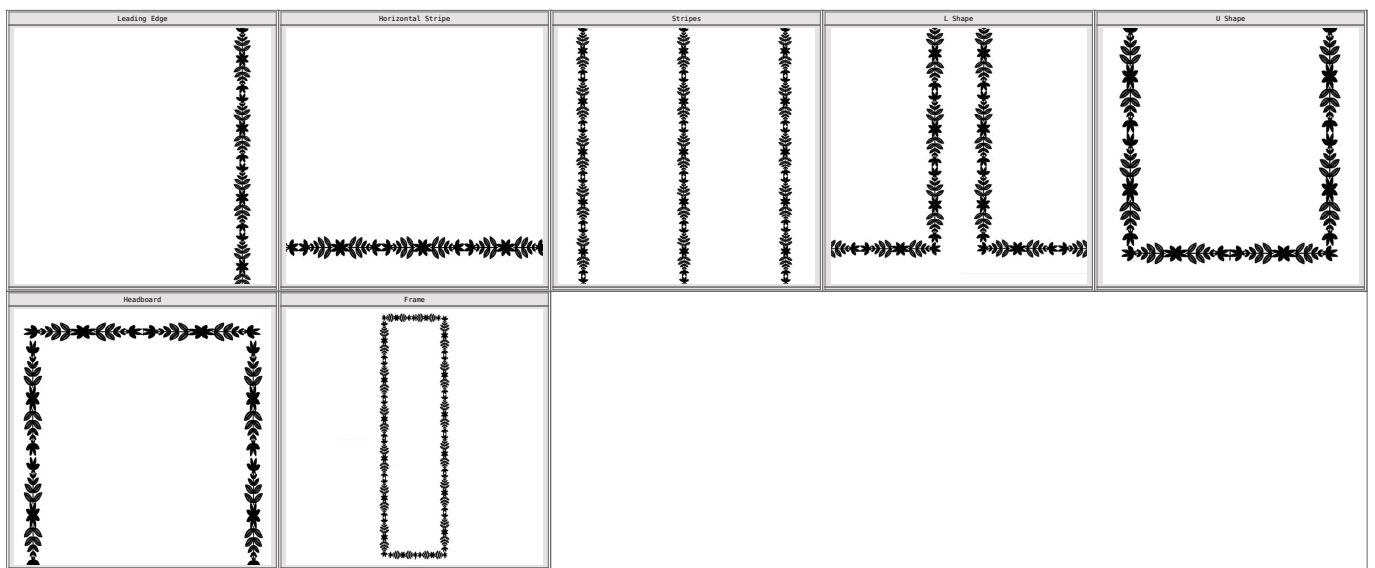 Leading Edge
Horizontal Stripe
Stripes
L Shape
U Shape
Headboard
Frame